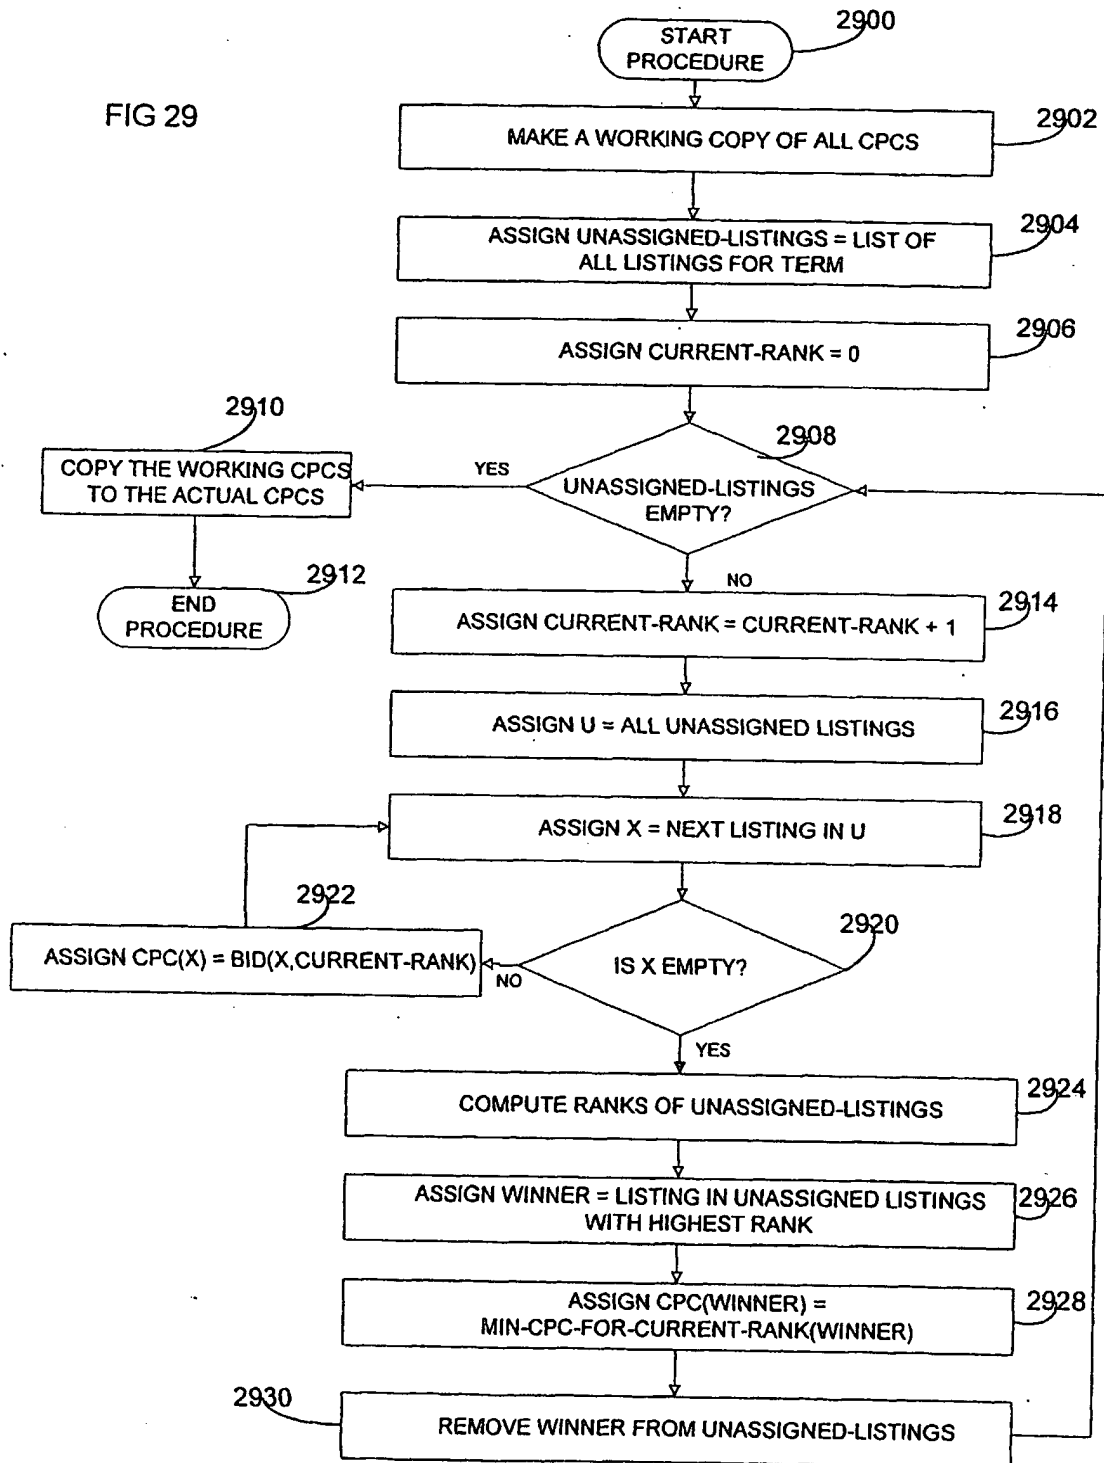 2900
START
PROCEDURE
FIG 29
2902
MAKE A WORKING COPY OF ALL CPCS
2904
ASSIGN UNASSIGNED-LISTINGS = LIST OF
ALL LISTINGS FOR TERM
2906
ASSIGN CURRENT-RANK = 0
2910
2908
COPY THE WORKING CPCS
TO THE ACTUAL CPCS
YES
UNASSIGNED-LISTINGS
EMPTY?
2912
END
PROCEDURE
NO
2914
ASSIGN CURRENT-RANK = CURRENT-RANK + 1
2916
ASSIGN U = ALL UNASSIGNED LISTINGS
2918
ASSIGN X = NEXT LISTING IN U
2922
2920
ASSIGN CPC(X) = BID(X,CURRENT-RANK)
NO
IS X EMPTY?
YES
2924
COMPUTE RANKS OF UNASSIGNED-LISTINGS
2926
ASSIGN WINNER = LISTING IN UNASSIGNED LISTINGS
WITH HIGHEST RANK
2928
ASSIGN CPC(WINNER) =
MIN-CPC-FOR-CURRENT-RANK(WINNER)
2930
REMOVE WINNER FROM UNASSIGNED-LISTINGS